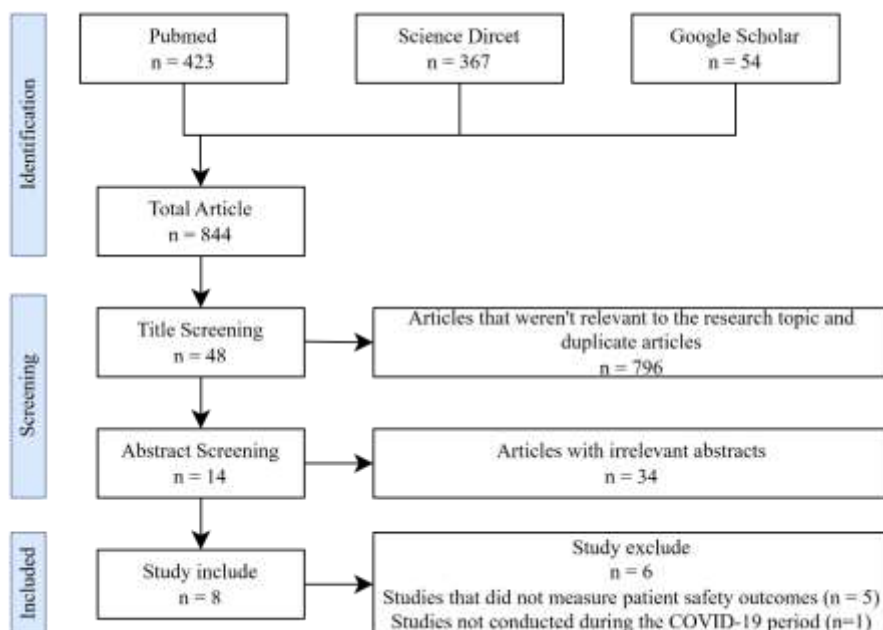 Identification
Pubmed
n = 423
Science Dircet
n = 367
Google Scholar
n = 54
Total Article
n = 844
Screening
Title Screening
n = 48
Articles that weren't relevant to the research topic and
duplicate articles
n = 796
Abstract Screening
n = 14
Articles with irrelevant abstracts
n = 34
Included
Study include
n = 8
Study exclude
n = 6
Studies that did not measure patient safety outcomes (n = 5)
Studies not conducted during the COVID-19 period (n=1)